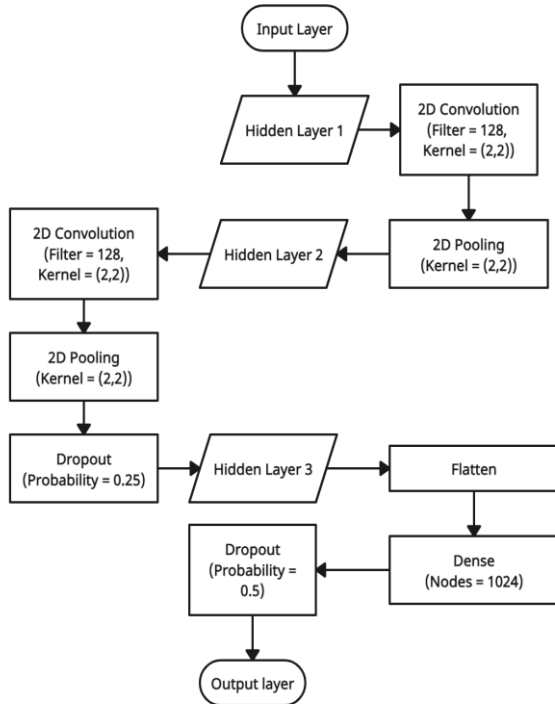 Input Layer
Hidden Layer 1
2D Convolution
(Filter = 128,
Kernel = (2,2))
2D Pooling
(Kernel = (2,2))
Hidden Layer 2
2D Convolution
(Filter = 128,
Kernel = (2,2))
2D Pooling
(Kernel = (2,2))
Dropout
(Probability = 0.25)
Hidden Layer 3
Flatten
Dense
(Nodes = 1024)
Dropout
(Probability =
0.5)
Output layer